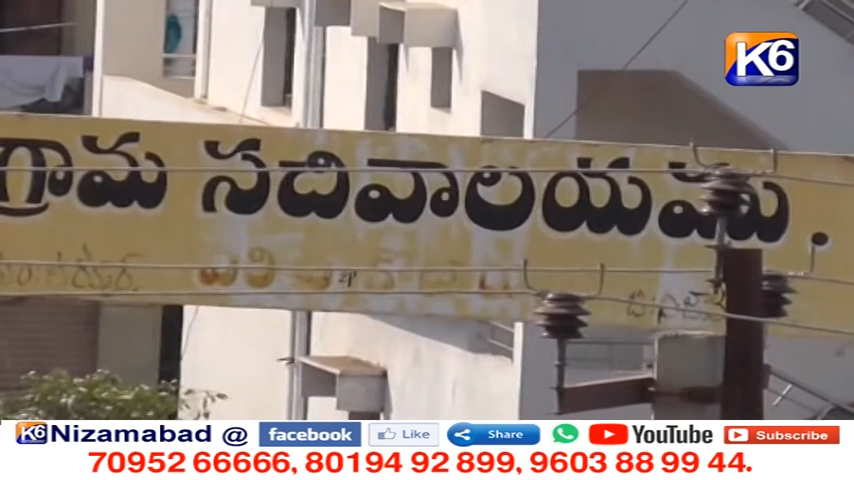 K6
గ్రామ సచివాలయము.
K6 Nizamabad @ facebook Like Share YouTube Subscribe
70952 66666, 80194 92 899, 9603 88 99 44.